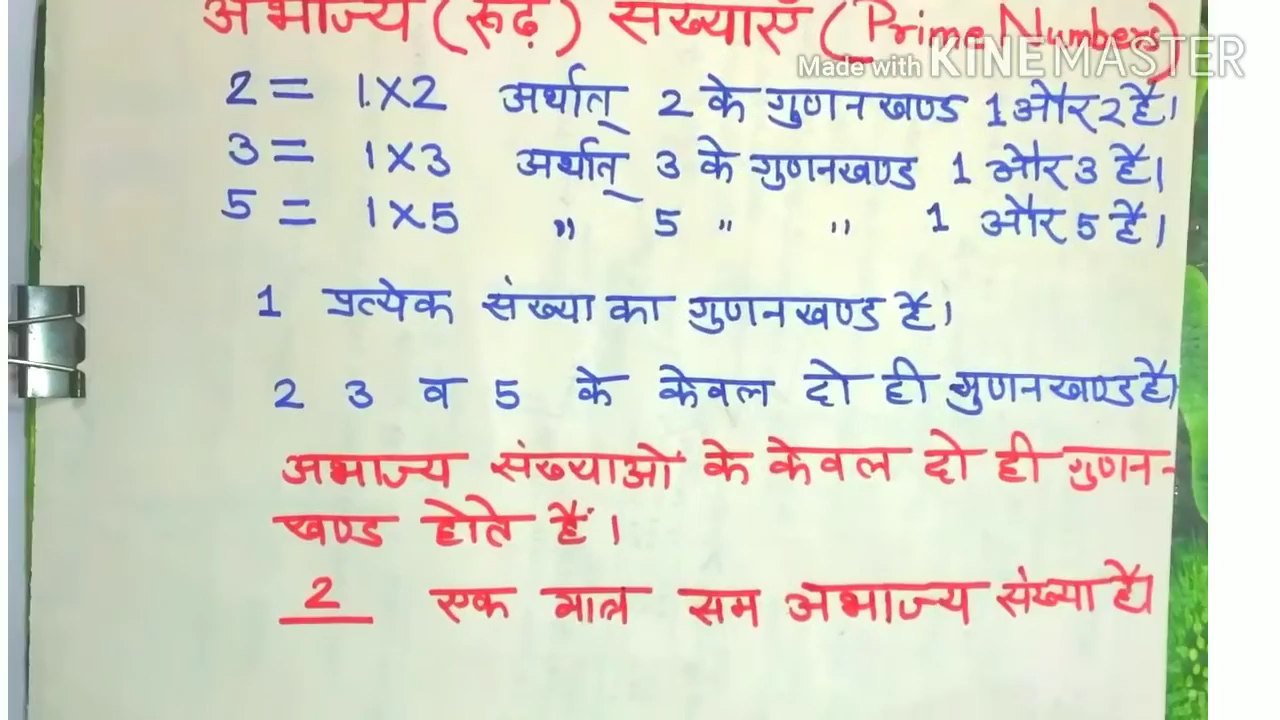 अभाज्य (रूढ़) संख्याएँ (Prime Numbers)
Made with KINEMASTER
2 = 1×2 अर्थात् 2 के गुणनखण्ड 1 और 2 है।
3 = 1×3 अर्थात् 3 के गुणनखण्ड 1 और 3 है।
5 = 1×5 " 5 " " 1 और 5 है।
1 प्रत्येक संख्या का गुणनखण्ड है।
2 3 व 5 के केवल दो ही गुणनखण्ड है।
अभाज्य संख्याओं के केवल दो ही गुणन-
खण्ड होते हैं।
2 एक मात्र सम अभाज्य संख्या है।